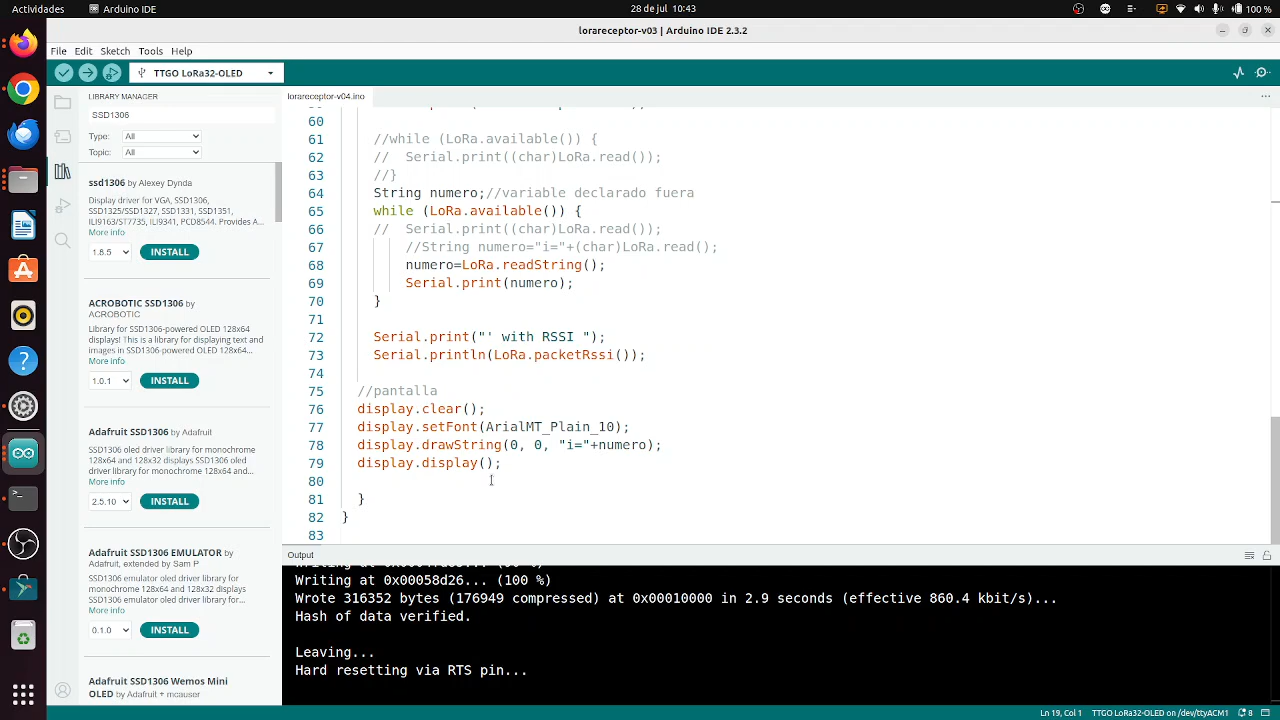 Actividades
Arduino IDE
28 de jul 10:43
100 %
lorareceptor-v03 | Arduino IDE 2.3.2
File Edit Sketch Tools Help
TTGO LoRa32-OLED
LIBRARY MANAGER
SSD1306
Type: All
Topic: All
ssd1306 by Alexey Dynda
Display driver for VGA, SSD1306,
SSD1325/SSD1327, SSD1331, SSD1351,
IL9163/ST7735, IL9341, PCD8544. Provides A...
More info
1.8.5 INSTALL
ACROBOTIC SSD1306 by
ACROBOTIC
Library for SSD1306-powered OLED 128x64
displays! This is a library for displaying text and
images in SSD1306-powered OLED 128x64...
More info
1.0.1 INSTALL
Adafruit SSD1306 by Adafruit
SSD1306 oled driver library for monochrome
128x64 and 128x32 displays SSD1306 oled
driver library for monochrome 128x64 and...
More info
2.5.10 INSTALL
Adafruit SSD1306 EMULATOR by
Adafruit, extended by Sam P
SSD1306 emulator oled driver library for
monochrome 128x64 and 128x32 displays
SSD1306 emulator oled driver library for...
More info
0.1.0 INSTALL
Adafruit SSD1306 Wemos Mini
OLED by Adafruit + mcauser
lorareceptor-v04.ino
60
61 //while (LoRa.available()) {
62 //  Serial.print((char)LoRa.read());
63 //}
64 String numero;//variable declarado fuera
65 while (LoRa.available()) {
66 //  Serial.print((char)LoRa.read());
67 //String numero="i="+(char)LoRa.read();
68 numero=LoRa.readString();
69 Serial.print(numero);
70 }
71
72 Serial.print("' with RSSI ");
73 Serial.println(LoRa.packetRssi());
74
75 //pantalla
76 display.clear();
77 display.setFont(ArialMT_Plain_10);
78 display.drawString(0, 0, "i="+numero);
79 display.display();
80
81 }
82 }
83
Output
Writing at 0x00058d26... (100 %)
Wrote 316352 bytes (176949 compressed) at 0x00010000 in 2.9 seconds (effective 860.4 kbit/s)...
Hash of data verified.
Leaving...
Hard resetting via RTS pin...
Ln 19, Col 1 TTGO LoRa32-OLED on /dev/ttyACM1 8